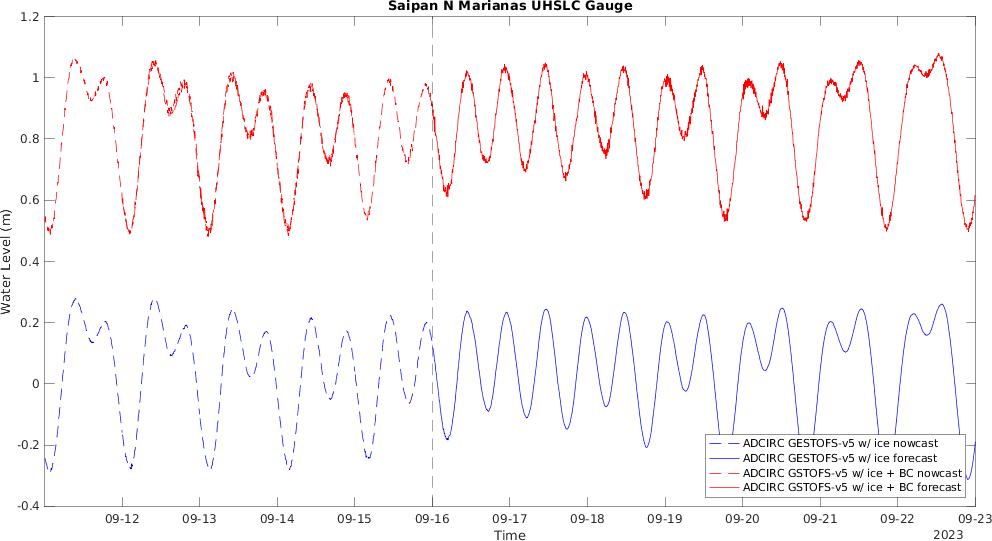 Saipan N Marianas UHSLC Gauge
1.2
1
0.8
0.6
0.4
0.2
0
-0.2
-0.4
Water Level (m)
ADCIRC GESTOFS-v5 w/ ice nowcast
ADCIRC GESTOFS-v5 w/ ice forecast
ADCIRC GSTOFS-v5 w/ ice + BC nowcast
ADCIRC GSTOFS-v5 w/ ice + BC forecast
09-12 09-13 09-14 09-15 09-16 09-17 09-18 09-19 09-20 09-21 09-22 09-23
Time
2023